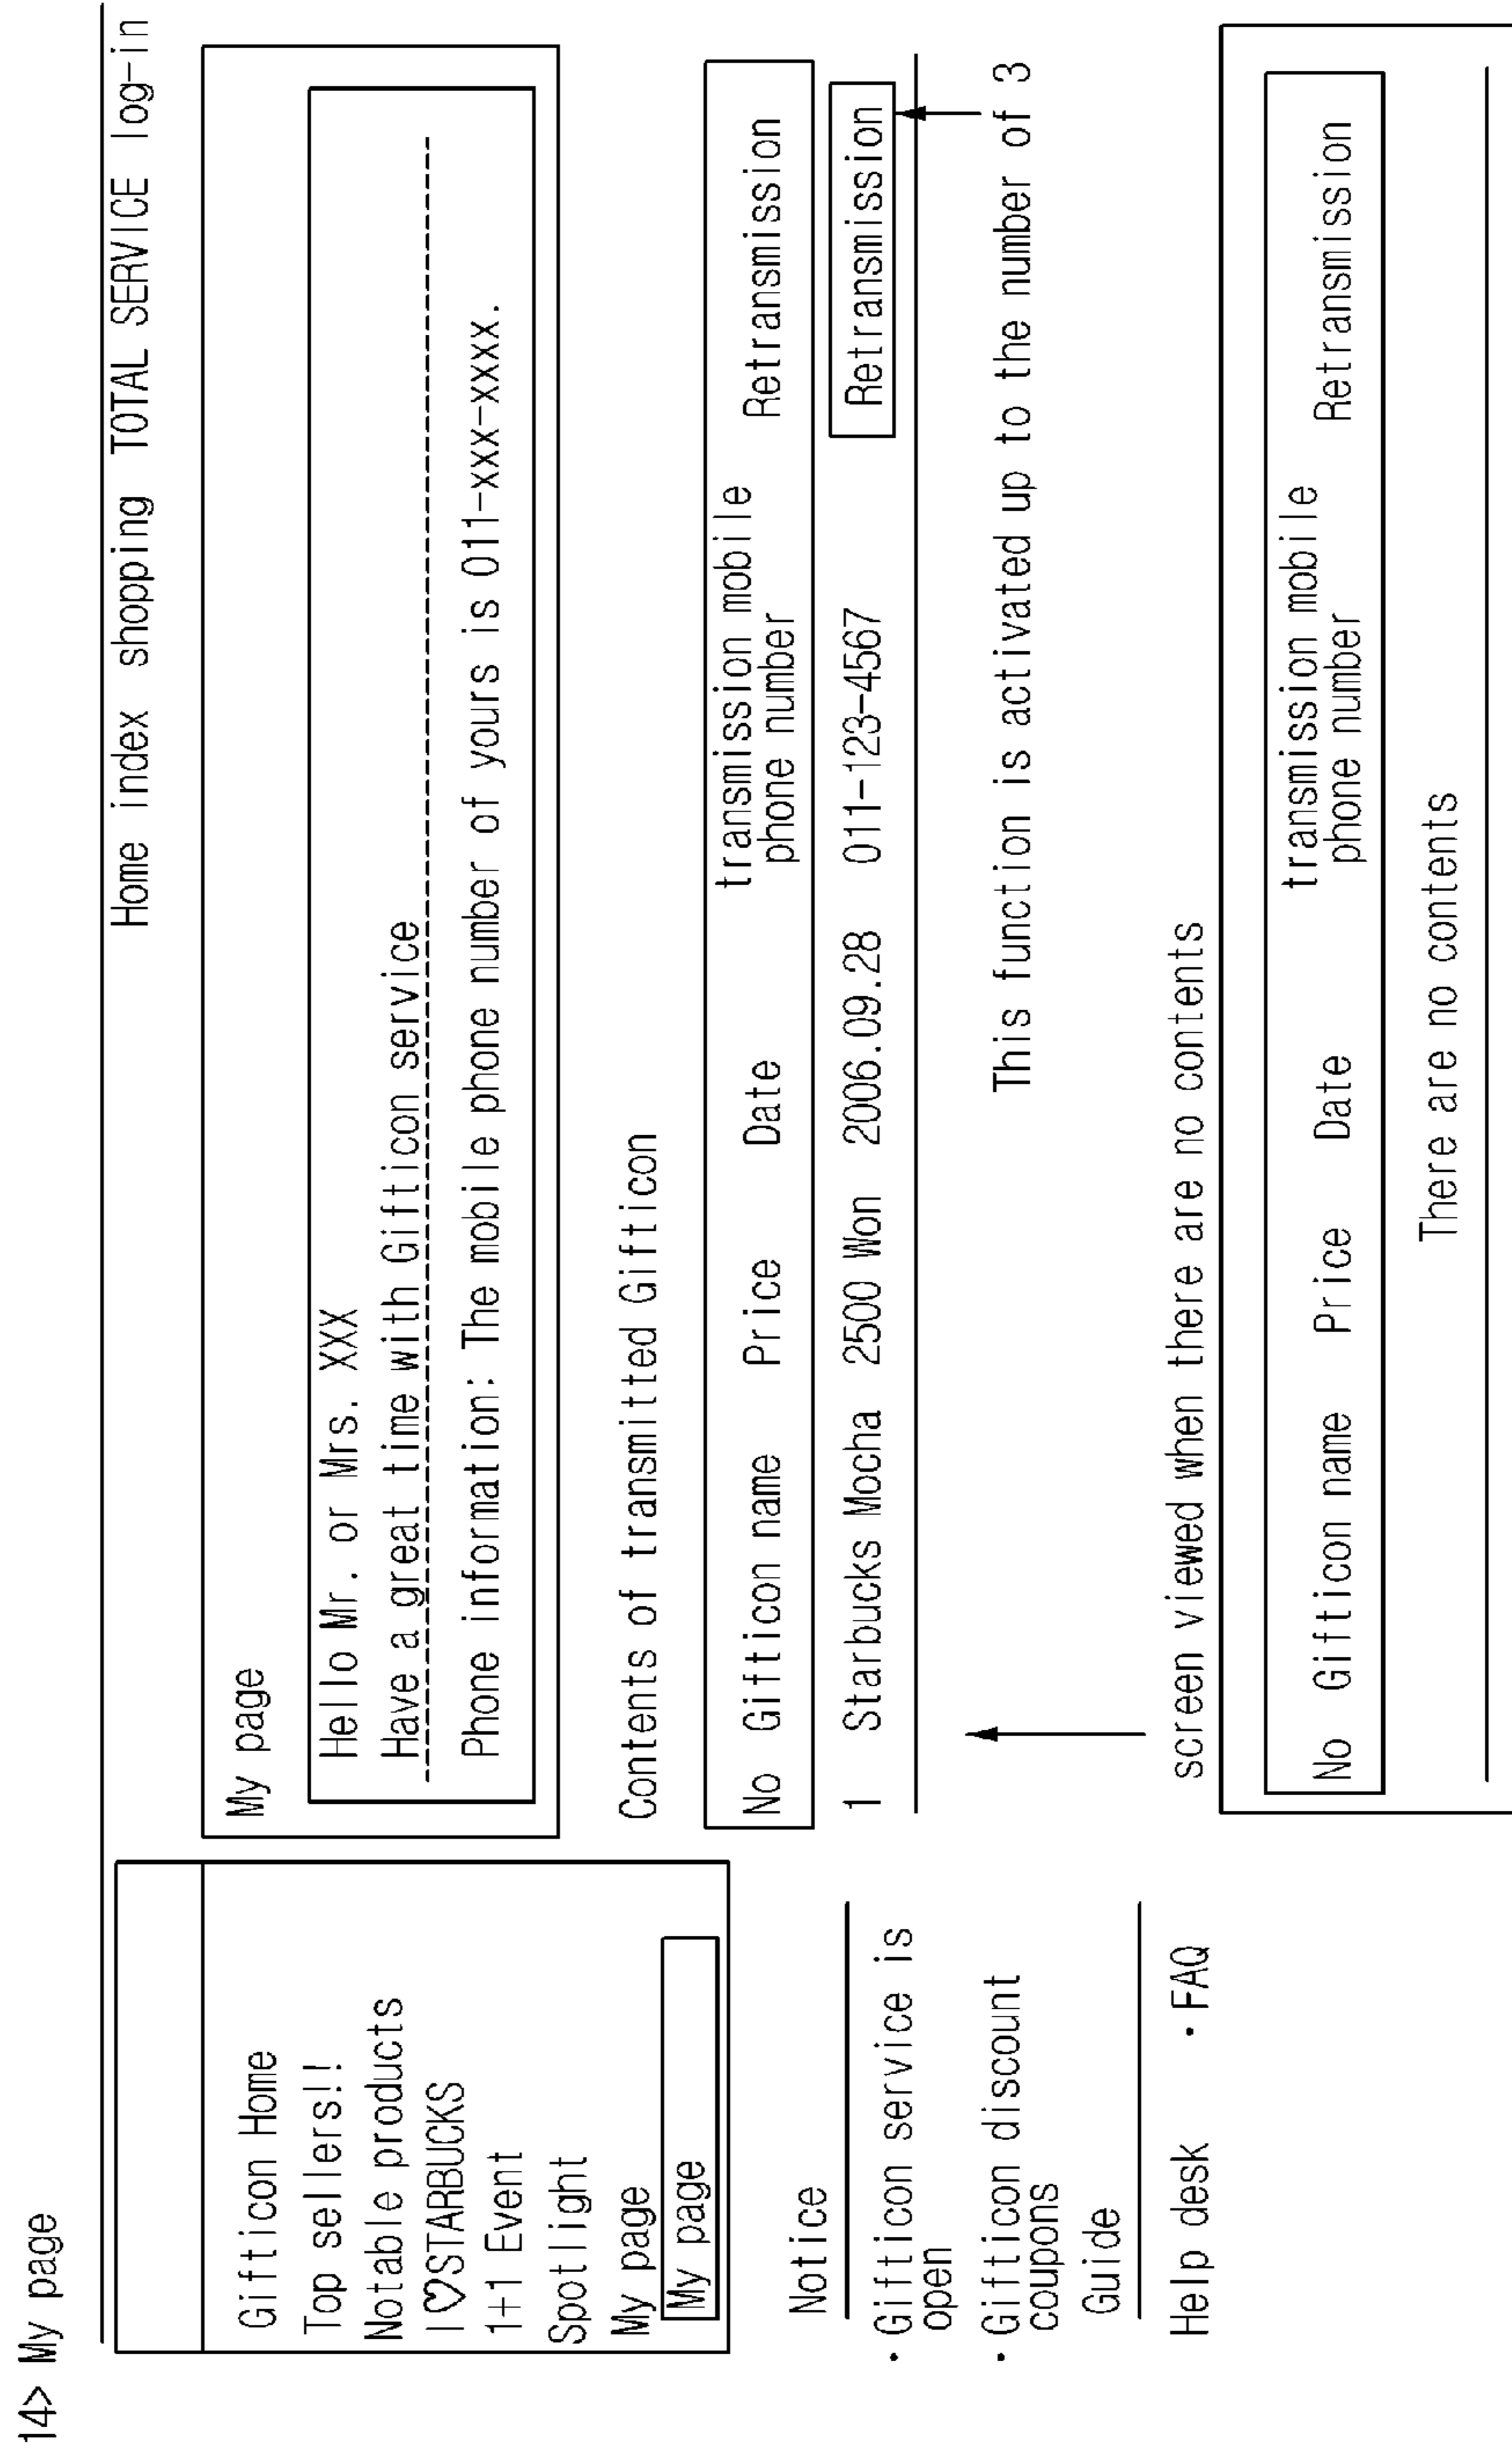 14> My page
Home index shopping TOTAL SERVICE log-in
Gifticon Home
Top sellers!!
Notable products
I ♡STARBUCKS
1+1 Event
Spotlight
My page
My page
Notice
· Gifticon service is
open
· Gifticon discount
coupons
Guide
Help desk · FAQ
My page
Hello Mr. or Mrs. XXX
Have a great time with Gifticon service
Phone information: The mobile phone number of yours is 011-xxx-xxxx.
Contents of transmitted Gifticon
No Gifticon name Price Date transmission mobile phone number Retransmission
1 Starbucks Mocha 2500 Won 2006.09.28 011-123-4567 Retransmission
This function is activated up to the number of 3
screen viewed when there are no contents
No Gifticon name Price Date transmission mobile phone number Retransmission
There are no contents